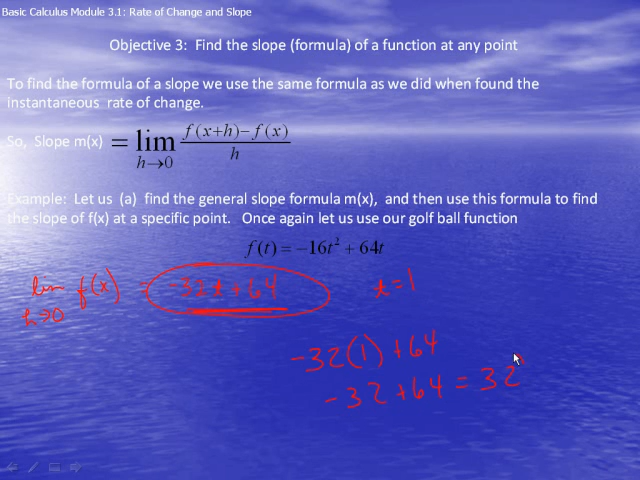 Basic Calculus Module 3.1: Rate of Change and Slope
Objective 3: Find the slope (formula) of a function at any point
To find the formula of a slope we use the same formula as we did when found the
instantaneous rate of change.
So, Slope m(x) = lim h→0 f(x+h)−f(x) / h
Example: Let us (a) find the general slope formula m(x), and then use this formula to find
the slope of f(x) at a specific point. Once again let us use our golf ball function
f(t) = −16t² + 64t
lim h→0 f(x) = -32t+64 t=1
-32(1)+64
-32+64=32